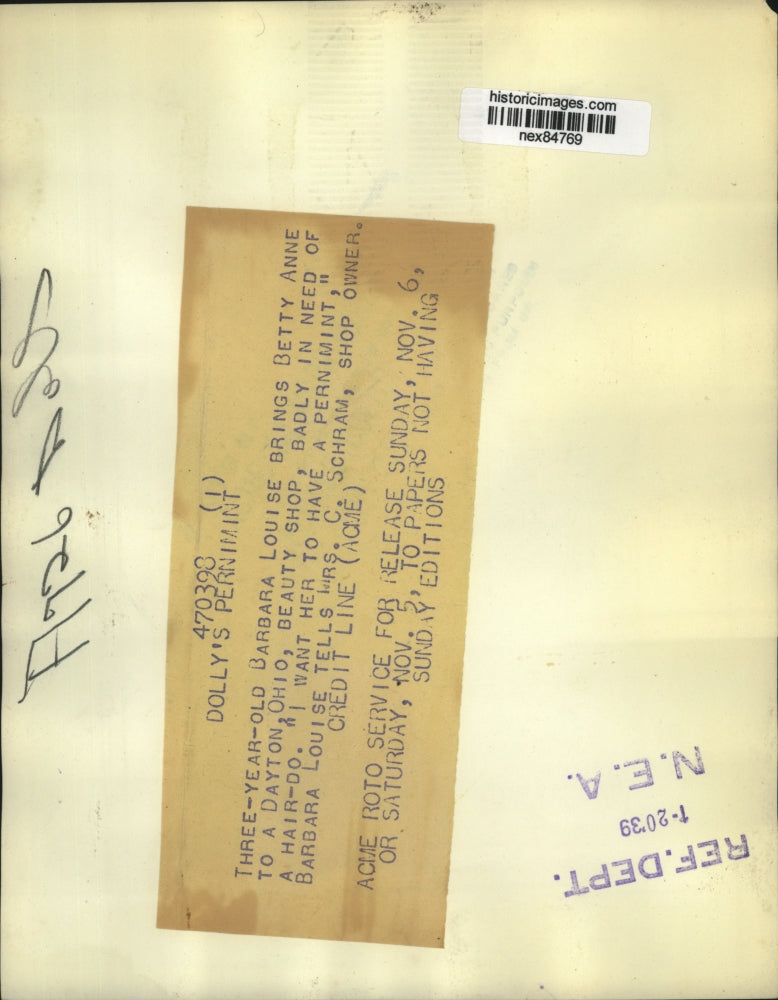 historicimages.com
nex84769
470398 (1)
DOLLY'S PERNIMINT
THREE-YEAR-OLD BARBARA LOUISE BRINGS BETTY ANNE
TO A DAYTON, OHIO, BEAUTY SHOP, BADLY IN NEED OF
A HAIR-DO. "I WANT HER TO HAVE A PERNIMINT,"
BARBARA LOUISE TELLS MRS. C. SCHRAM, SHOP OWNER.
CREDIT LINE (ACME)
ACME ROTO SERVICE FOR RELEASE SUNDAY, NOV. 6,
OR SATURDAY, NOV. 5, TO PAPERS NOT HAVING
SUNDAY EDITIONS
REF. DEPT.
1-20'39
N.E.A.